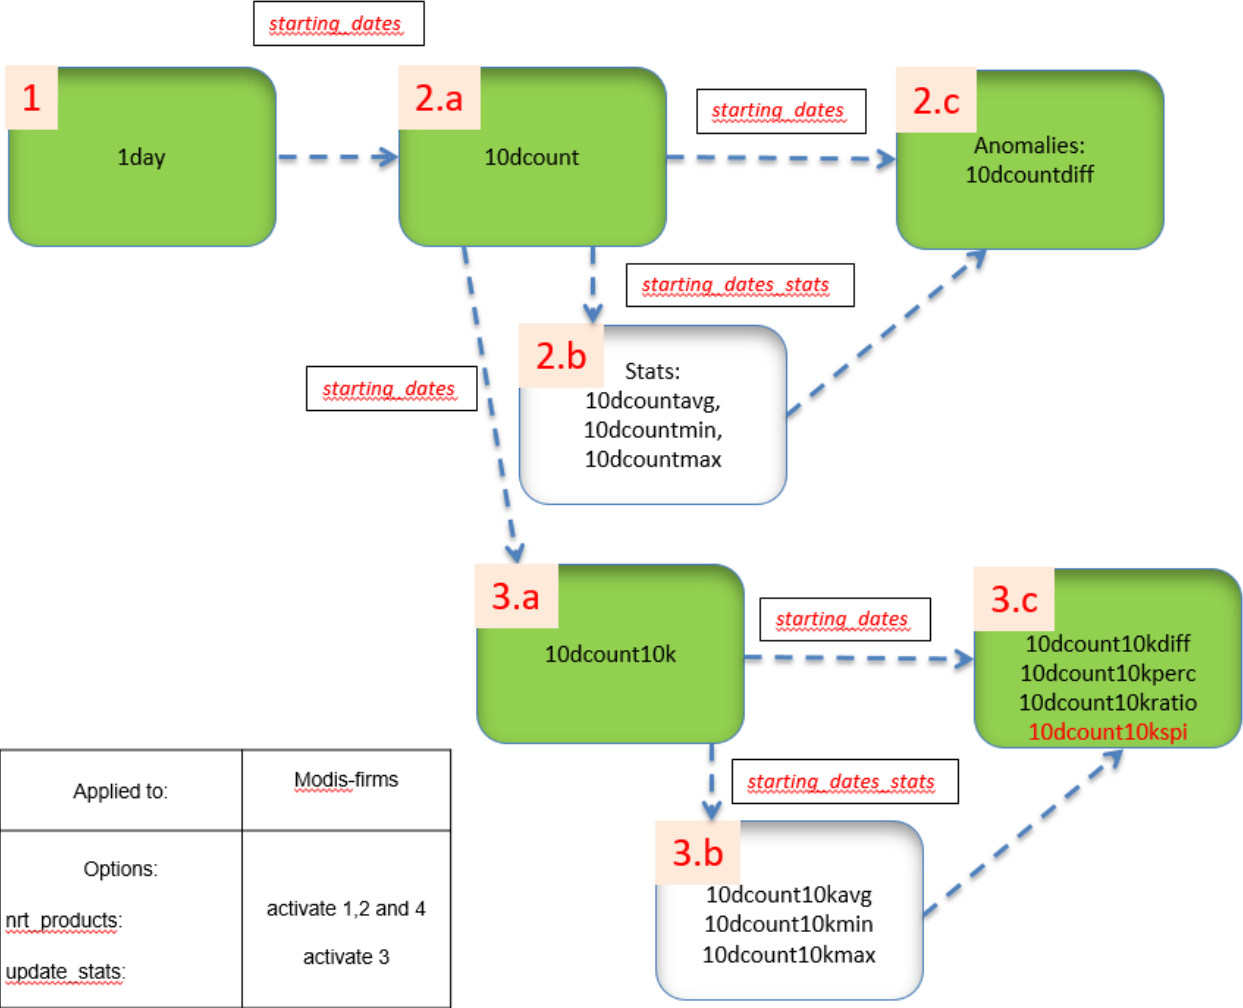 starting_dates
1
1day
2.a
10dcount
starting_dates
2.c
Anomalies:
10dcountdiff
starting_dates_stats
2.b
Stats:
10dcountavg,
10dcountmin,
10dcountmax
starting_dates
3.a
10dcount10k
starting_dates
3.c
10dcount10kdiff
10dcount10kperc
10dcount10kratio
10dcount10kspi
starting_dates_stats
3.b
10dcount10kavg
10dcount10kmin
10dcount10kmax
Applied to:
Modis-firms
Options:
nrt_products:
activate 1,2 and 4
update_stats:
activate 3